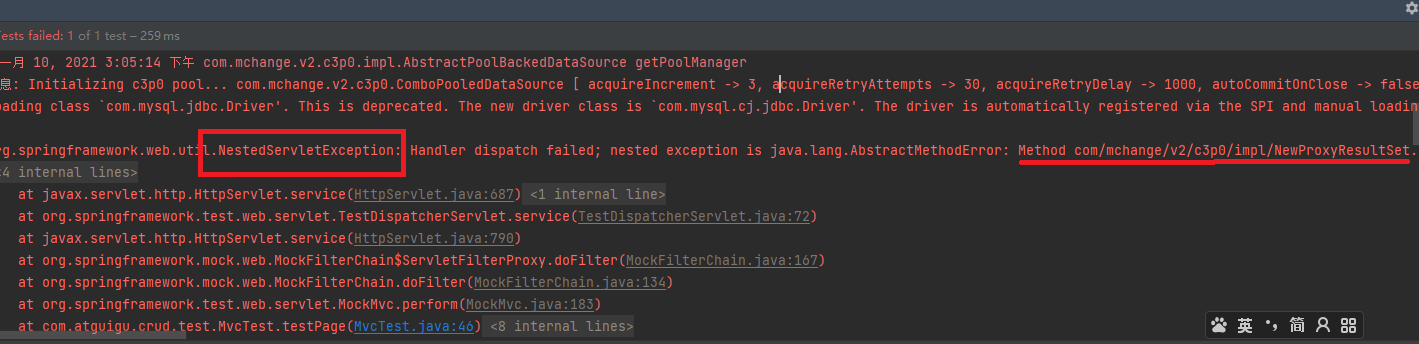 ests failed: 1 of 1 test – 259 ms
一月 10, 2021 3:05:14 下午 com.mchange.v2.c3p0.impl.AbstractPoolBackedDataSource getPoolManager
息: Initializing c3p0 pool... com.mchange.v2.c3p0.ComboPooledDataSource [ acquireIncrement -> 3, acquireRetryAttempts -> 30, acquireRetryDelay -> 1000, autoCommitOnClose -> false
oading class `com.mysql.jdbc.Driver'. This is deprecated. The new driver class is `com.mysql.cj.jdbc.Driver'. The driver is automatically registered via the SPI and manual loadin
rg.springframework.web.util.NestedServletException: Handler dispatch failed; nested exception is java.lang.AbstractMethodError: Method com/mchange/v2/c3p0/impl/NewProxyResultSet.
<4 internal lines>
at javax.servlet.http.HttpServlet.service(HttpServlet.java:687) <1 internal line>
at org.springframework.test.web.servlet.TestDispatcherServlet.service(TestDispatcherServlet.java:72)
at javax.servlet.http.HttpServlet.service(HttpServlet.java:790)
at org.springframework.mock.web.MockFilterChain$ServletFilterProxy.doFilter(MockFilterChain.java:167)
at org.springframework.mock.web.MockFilterChain.doFilter(MockFilterChain.java:134)
at org.springframework.test.web.servlet.MockMvc.perform(MockMvc.java:183)
at com.atguigu.crud.test.MvcTest.testPage(MvcTest.java:46) <8 internal lines>
英 简